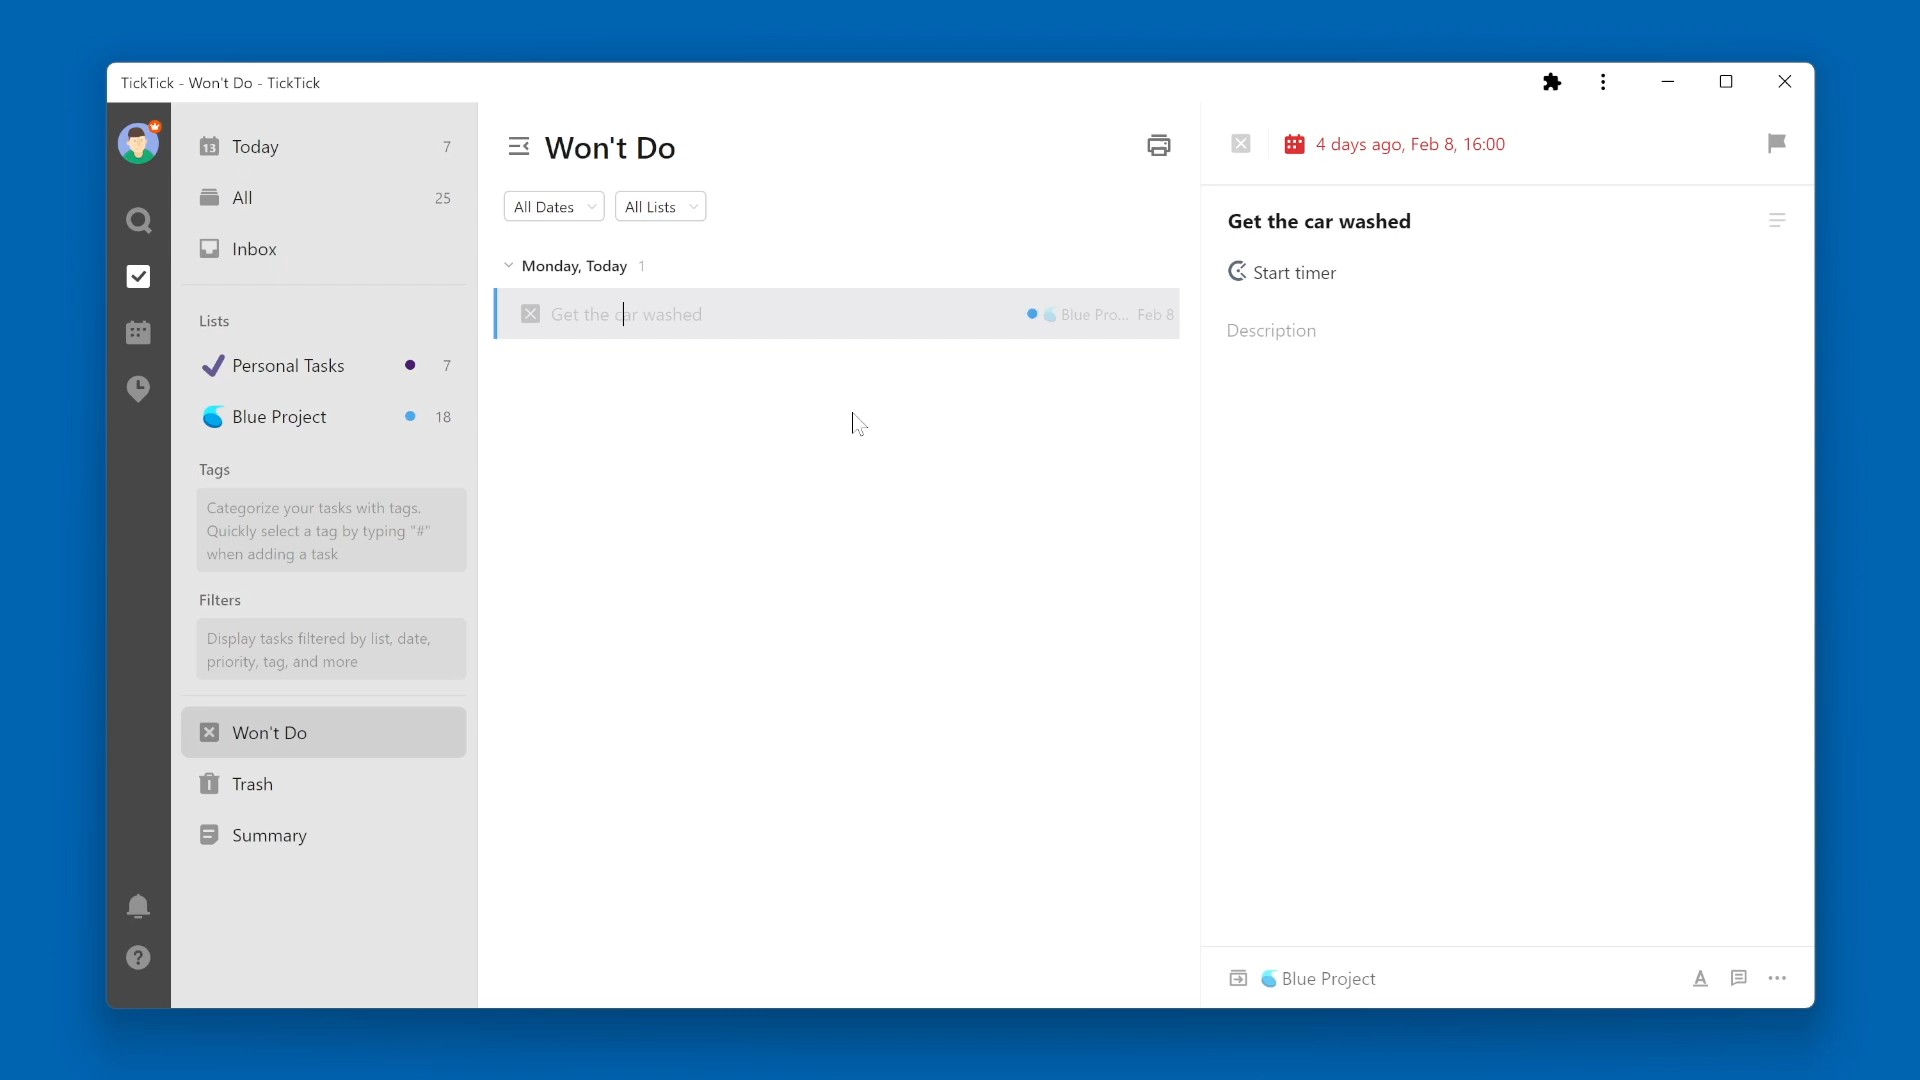 TickTick - Won't Do - TickTick
13 Today 7
All 25
Inbox
Lists
Personal Tasks 7
Blue Project 18
Tags
Categorize your tasks with tags.
Quickly select a tag by typing "#"
when adding a task
Filters
Display tasks filtered by list, date,
priority, tag, and more
Won't Do
Trash
Summary
?
Won't Do
All Dates All Lists
Monday, Today 1
Get the car washed Blue Pro... Feb 8
4 days ago, Feb 8, 16:00
Get the car washed
Start timer
Description
Blue Project A